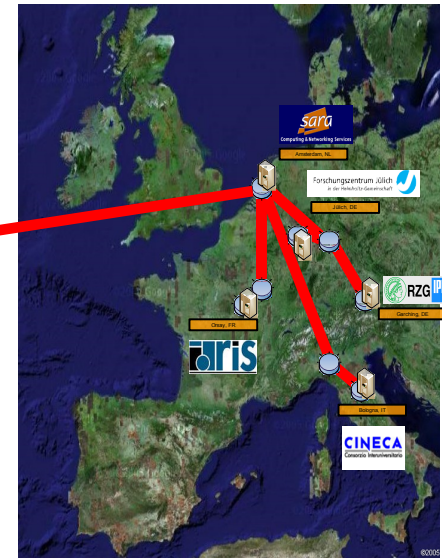 sara
Computing & Networking Services
Amsterdam, NL
Forschungszentrum Jülich
in der Helmholtz-Gemeinschaft
Jülich, DE
RZG
IP
Garching, DE
Orsay, FR
idris
Bologna, IT
CINECA
Consorzio Interuniversitario
©2005